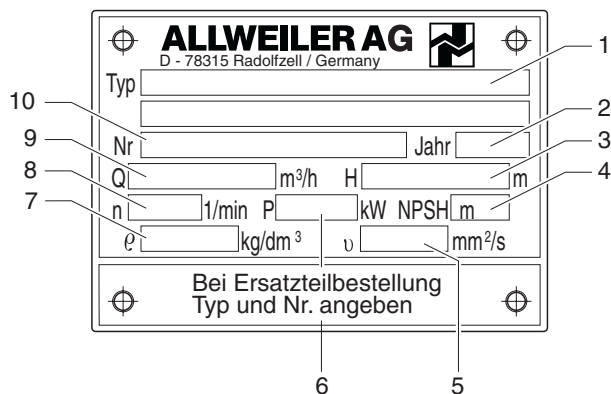 ALLWEILER AG
D - 78315 Radolfzell / Germany
Typ 1
10 2
Nr Jahr
9 3
Q m³/h H m
8 4
n 1/min P kW NPSH m
7
ϱ kg/dm³ υ mm²/s
Bei Ersatzteilbestellung
Typ und Nr. angeben
6 5